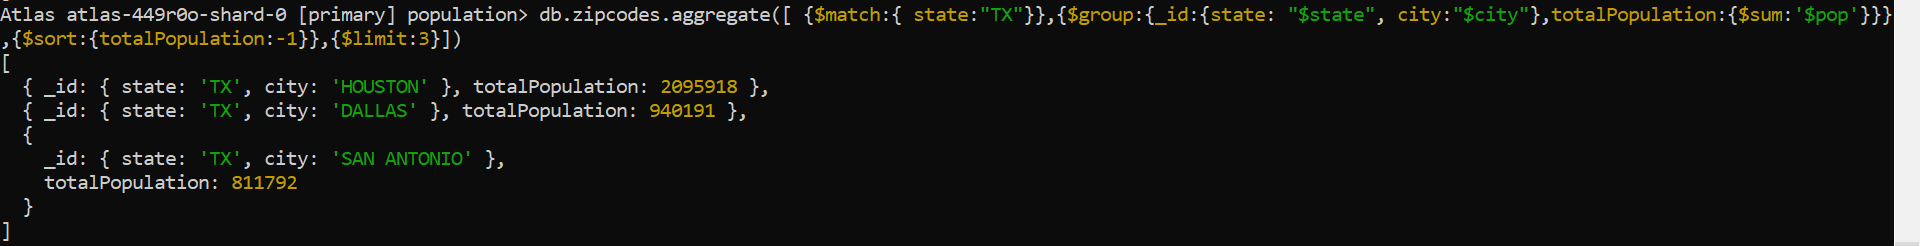 Atlas atlas-449r0o-shard-0 [primary] population> db.zipcodes.aggregate([ {$match:{ state:"TX"}},{$group:{_id:{state: "$state", city:"$city"},totalPopulation:{$sum:'$pop'}}}
,{$sort:{totalPopulation:-1}},{$limit:3}])
[
  { _id: { state: 'TX', city: 'HOUSTON' }, totalPopulation: 2095918 },
  { _id: { state: 'TX', city: 'DALLAS' }, totalPopulation: 940191 },
  {
    _id: { state: 'TX', city: 'SAN ANTONIO' },
    totalPopulation: 811792
  }
]